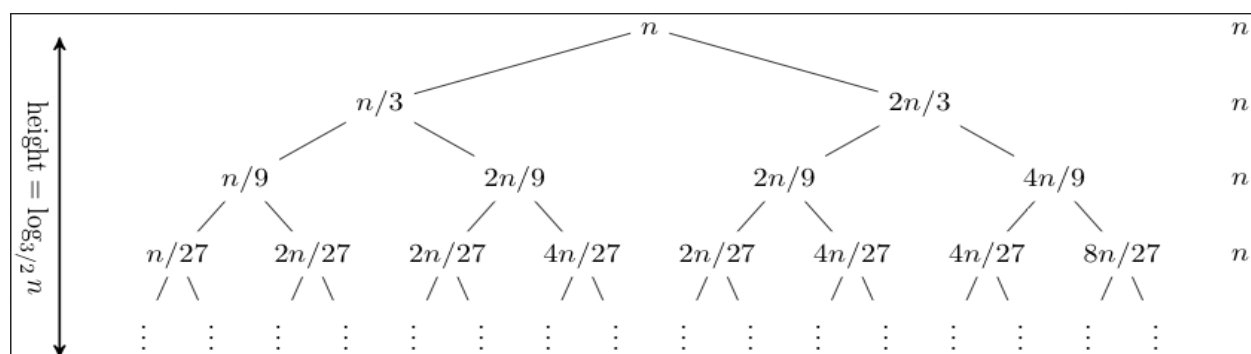 n n
n/3 2n/3 n
n/9 2n/9 2n/9 4n/9 n
n/27 2n/27 2n/27 4n/27 2n/27 4n/27 4n/27 8n/27 n
⋮ ⋮ ⋮ ⋮ ⋮ ⋮ ⋮ ⋮ ⋮ ⋮ ⋮ ⋮ ⋮ ⋮ ⋮ ⋮
height = log_{3/2} n